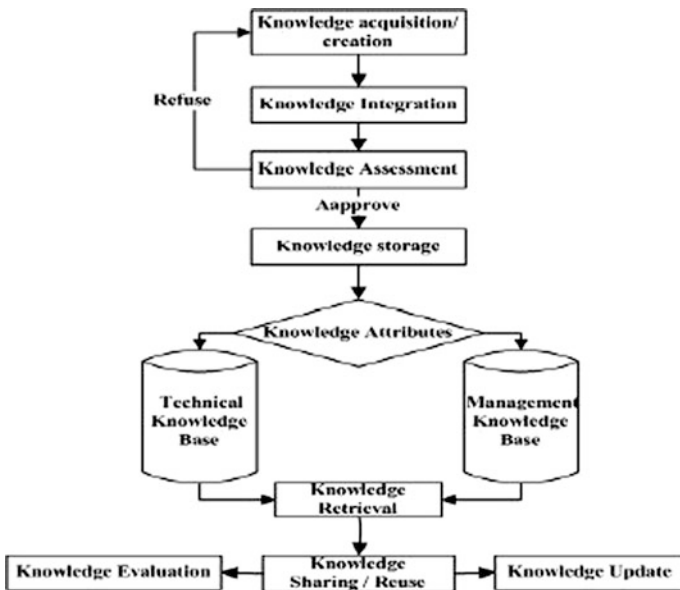 Knowledge acquisition/
creation
Refuse
Knowledge Integration
Knowledge Assessment
Aapprove
Knowledge storage
Knowledge Attributes
Technical
Knowledge
Base
Management
Knowledge
Base
Knowledge
Retrieval
Knowledge Evaluation
Knowledge
Sharing / Reuse
Knowledge Update